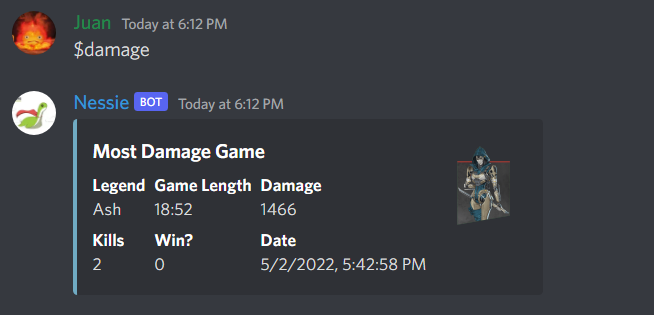 Juan Today at 6:12 PM
$damage
Nessie BOT Today at 6:12 PM
Most Damage Game
Legend Game Length Damage
Ash 18:52 1466
Kills Win? Date
2 0 5/2/2022, 5:42:58 PM